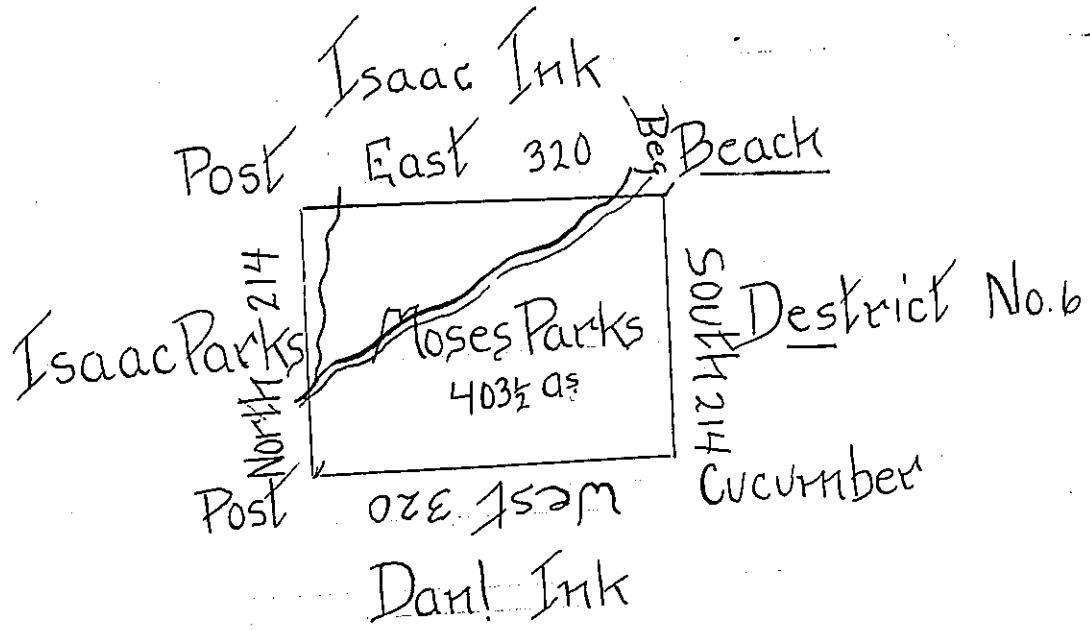 Isaac Ink
Post East 320 Beg Beach
North 214
Isaac Parks
Moses Parks
403½ as
South 214
Destrict No. 6
Post West 320 Cucumber
Danl Ink